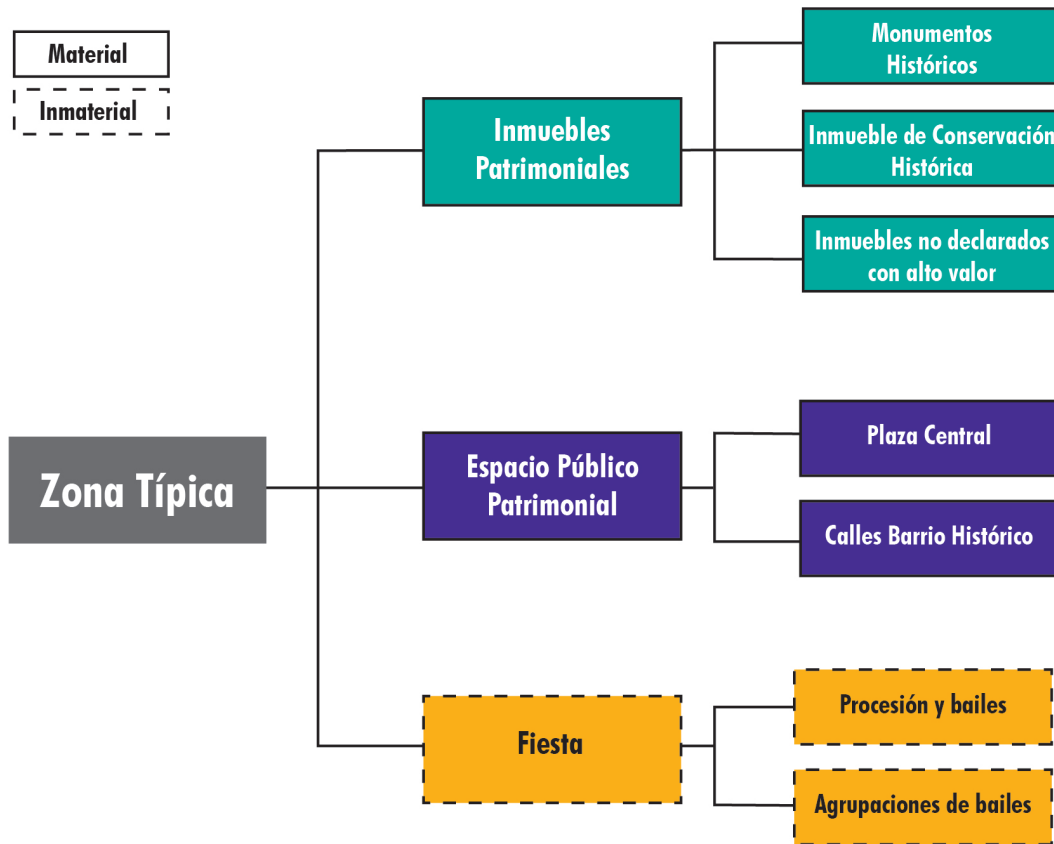 Material
Inmaterial
Zona Típica
Inmuebles
Patrimoniales
Monumentos
Históricos
Inmueble de Conservación
Histórica
Inmuebles no declarados
con alto valor
Espacio Público
Patrimonial
Plaza Central
Calles Barrio Histórico
Fiesta
Procesión y bailes
Agrupaciones de bailes